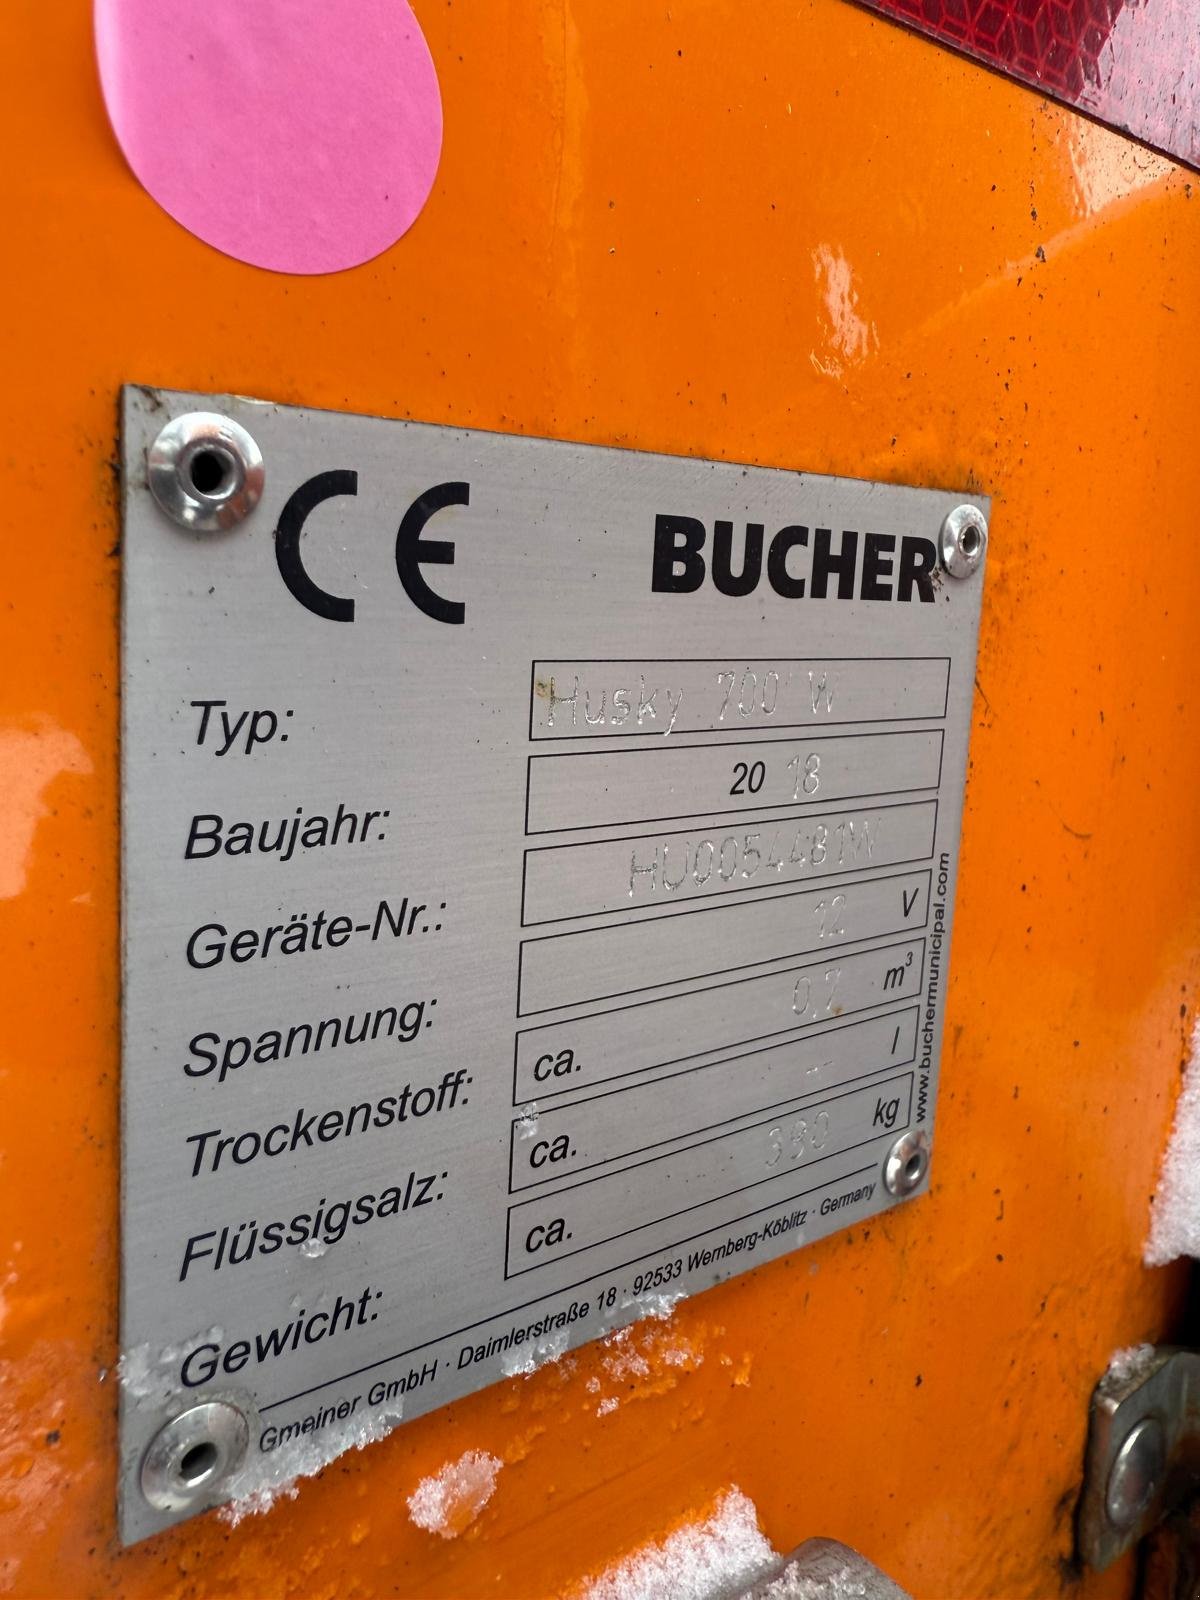 CE BUCHER
Typ: Husky 700 W
Baujahr: 20 18
Geräte-Nr.: HU0054481W
Spannung: 12 V
Trockenstoff: ca. 0,7 m³
Flüssigsalz: ca. -- l
Gewicht: ca. 390 kg
Gmeiner GmbH · Daimlerstraße 18 · 92533 Wernberg-Köblitz · Germany
www.buchermunicipal.com